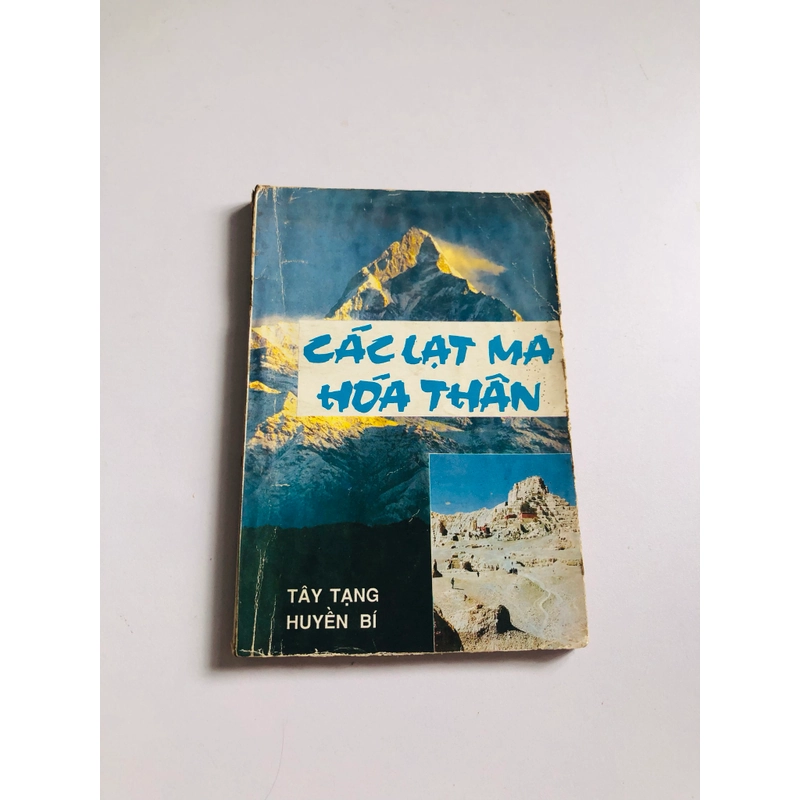 CÁC LẠT MA
HÓA THÂN
TÂY TẠNG
HUYỀN BÍ